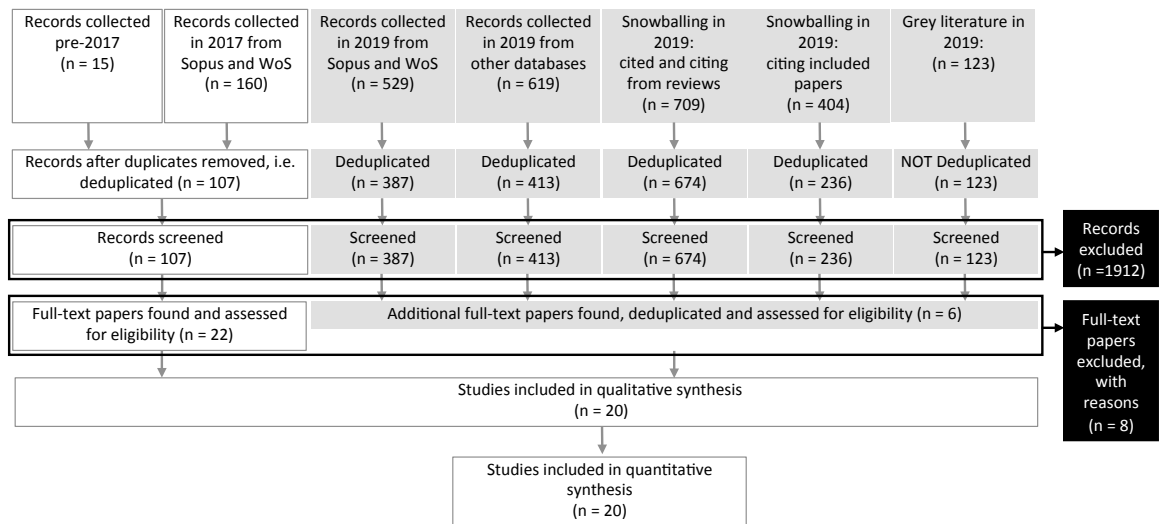 Records collected
pre-2017
(n = 15)
Records collected
in 2017 from
Sopus and WoS
(n = 160)
Records collected
in 2019 from
Sopus and WoS
(n = 529)
Records collected
in 2019 from
other databases
(n = 619)
Snowballing in
2019:
cited and citing
from reviews
(n = 709)
Snowballing in
2019:
citing included
papers
(n = 404)
Grey literature in
2019:
(n = 123)
Records after duplicates removed, i.e.
deduplicated (n = 107)
Deduplicated
(n = 387)
Deduplicated
(n = 413)
Deduplicated
(n = 674)
Deduplicated
(n = 236)
NOT Deduplicated
(n = 123)
Records screened
(n = 107)
Screened
(n = 387)
Screened
(n = 413)
Screened
(n = 674)
Screened
(n = 236)
Screened
(n = 123)
Records
excluded
(n =1912)
Full-text papers found and assessed
for eligibility (n = 22)
Additional full-text papers found, deduplicated and assessed for eligibility (n = 6)
Full-text
papers
excluded,
with
reasons
(n = 8)
Studies included in qualitative synthesis
(n = 20)
Studies included in quantitative
synthesis
(n = 20)